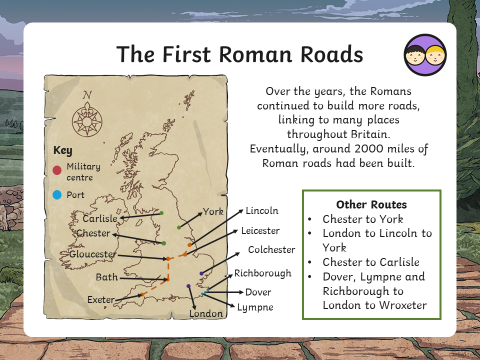 The First Roman Roads
Over the years, the Romans
continued to build more roads,
linking to many places
throughout Britain.
Eventually, around 2000 miles of
Roman roads had been built.
Key
Military
centre
Port
Carlisle
Chester
Gloucester
Bath
Exeter
York
Lincoln
Leicester
Colchester
Richborough
Dover
Lympne
London
Other Routes
• Chester to York
• London to Lincoln to
York
• Chester to Carlisle
• Dover, Lympne and
Richborough to
London to Wroxeter